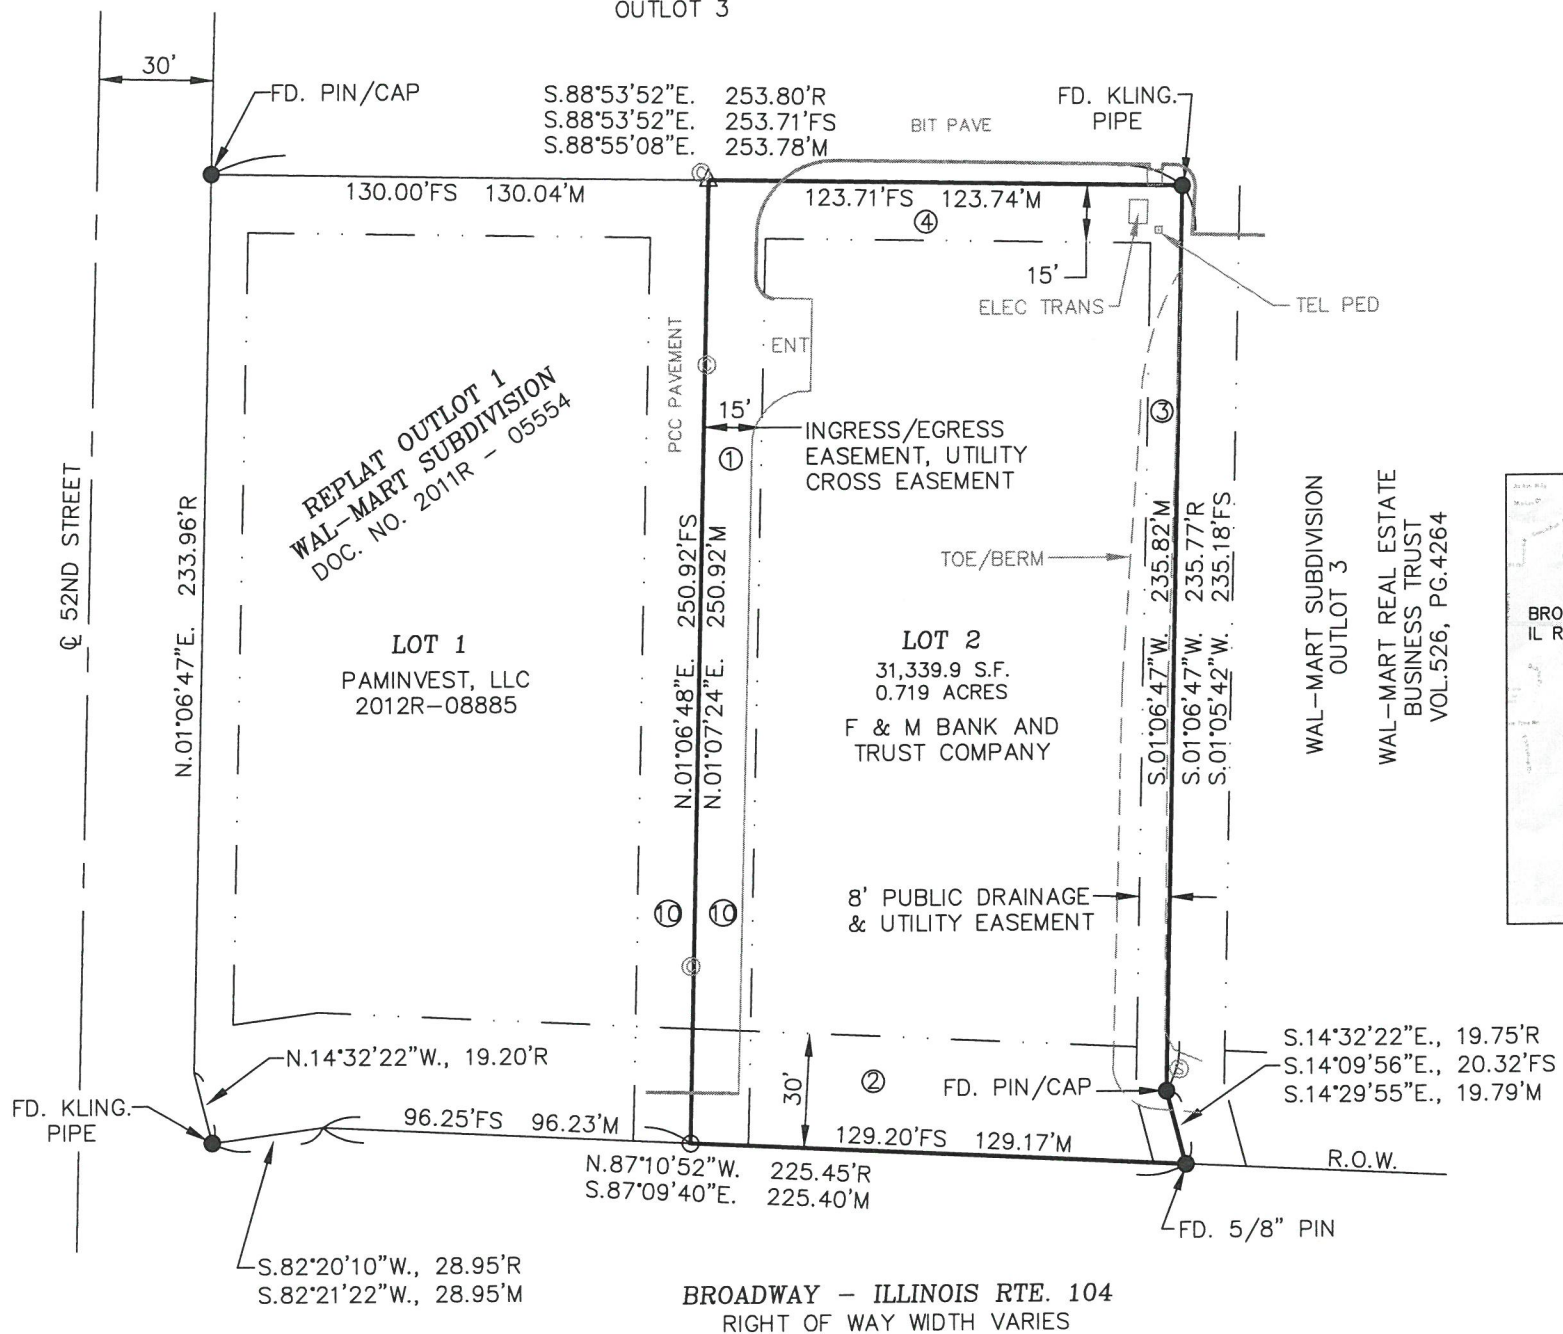 OUTLOT 3
30'
FD. PIN/CAP
S.88°53'52"E. 253.80'R
S.88°53'52"E. 253.71'FS
S.88°55'08"E. 253.78'M
BIT PAVE
FD. KLING.
PIPE
130.00'FS 130.04'M
123.71'FS 123.74'M
4
15'
ELEC TRANS
TEL PED
C
ENT
PCC PAVEMENT
C
15'
1
INGRESS/EGRESS
EASEMENT, UTILITY
CROSS EASEMENT
3
REPLAT OUTLOT 1
WAL-MART SUBDIVISION
DOC. NO. 2011R - 05554
℄ 52ND STREET
N.01°06'47"E. 233.96'R
N.01°06'48"E. 250.92'FS
N.01°07'24"E. 250.92'M
TOE/BERM
S.01°06'47"W. 235.82'M
S.01°06'47"W. 235.77'R
S.01°05'42"W. 235.18'FS
WAL-MART SUBDIVISION
OUTLOT 3
WAL-MART REAL ESTATE
BUSINESS TRUST
VOL.526, PG.4264
BRO
IL R
LOT 1
PAMINVEST, LLC
2012R-08885
LOT 2
31,339.9 S.F.
0.719 ACRES
F & M BANK AND
TRUST COMPANY
8' PUBLIC DRAINAGE
& UTILITY EASEMENT
10 10
N.14°32'22"W., 19.20'R
30'
2
FD. PIN/CAP
S
S.14°32'22"E., 19.75'R
S.14°09'56"E., 20.32'FS
S.14°29'55"E., 19.79'M
FD. KLING.
PIPE
96.25'FS 96.23'M
129.20'FS 129.17'M
N.87°10'52"W. 225.45'R
S.87°09'40"E. 225.40'M
R.O.W.
FD. 5/8" PIN
S.82°20'10"W., 28.95'R
S.82°21'22"W., 28.95'M
BROADWAY - ILLINOIS RTE. 104
RIGHT OF WAY WIDTH VARIES